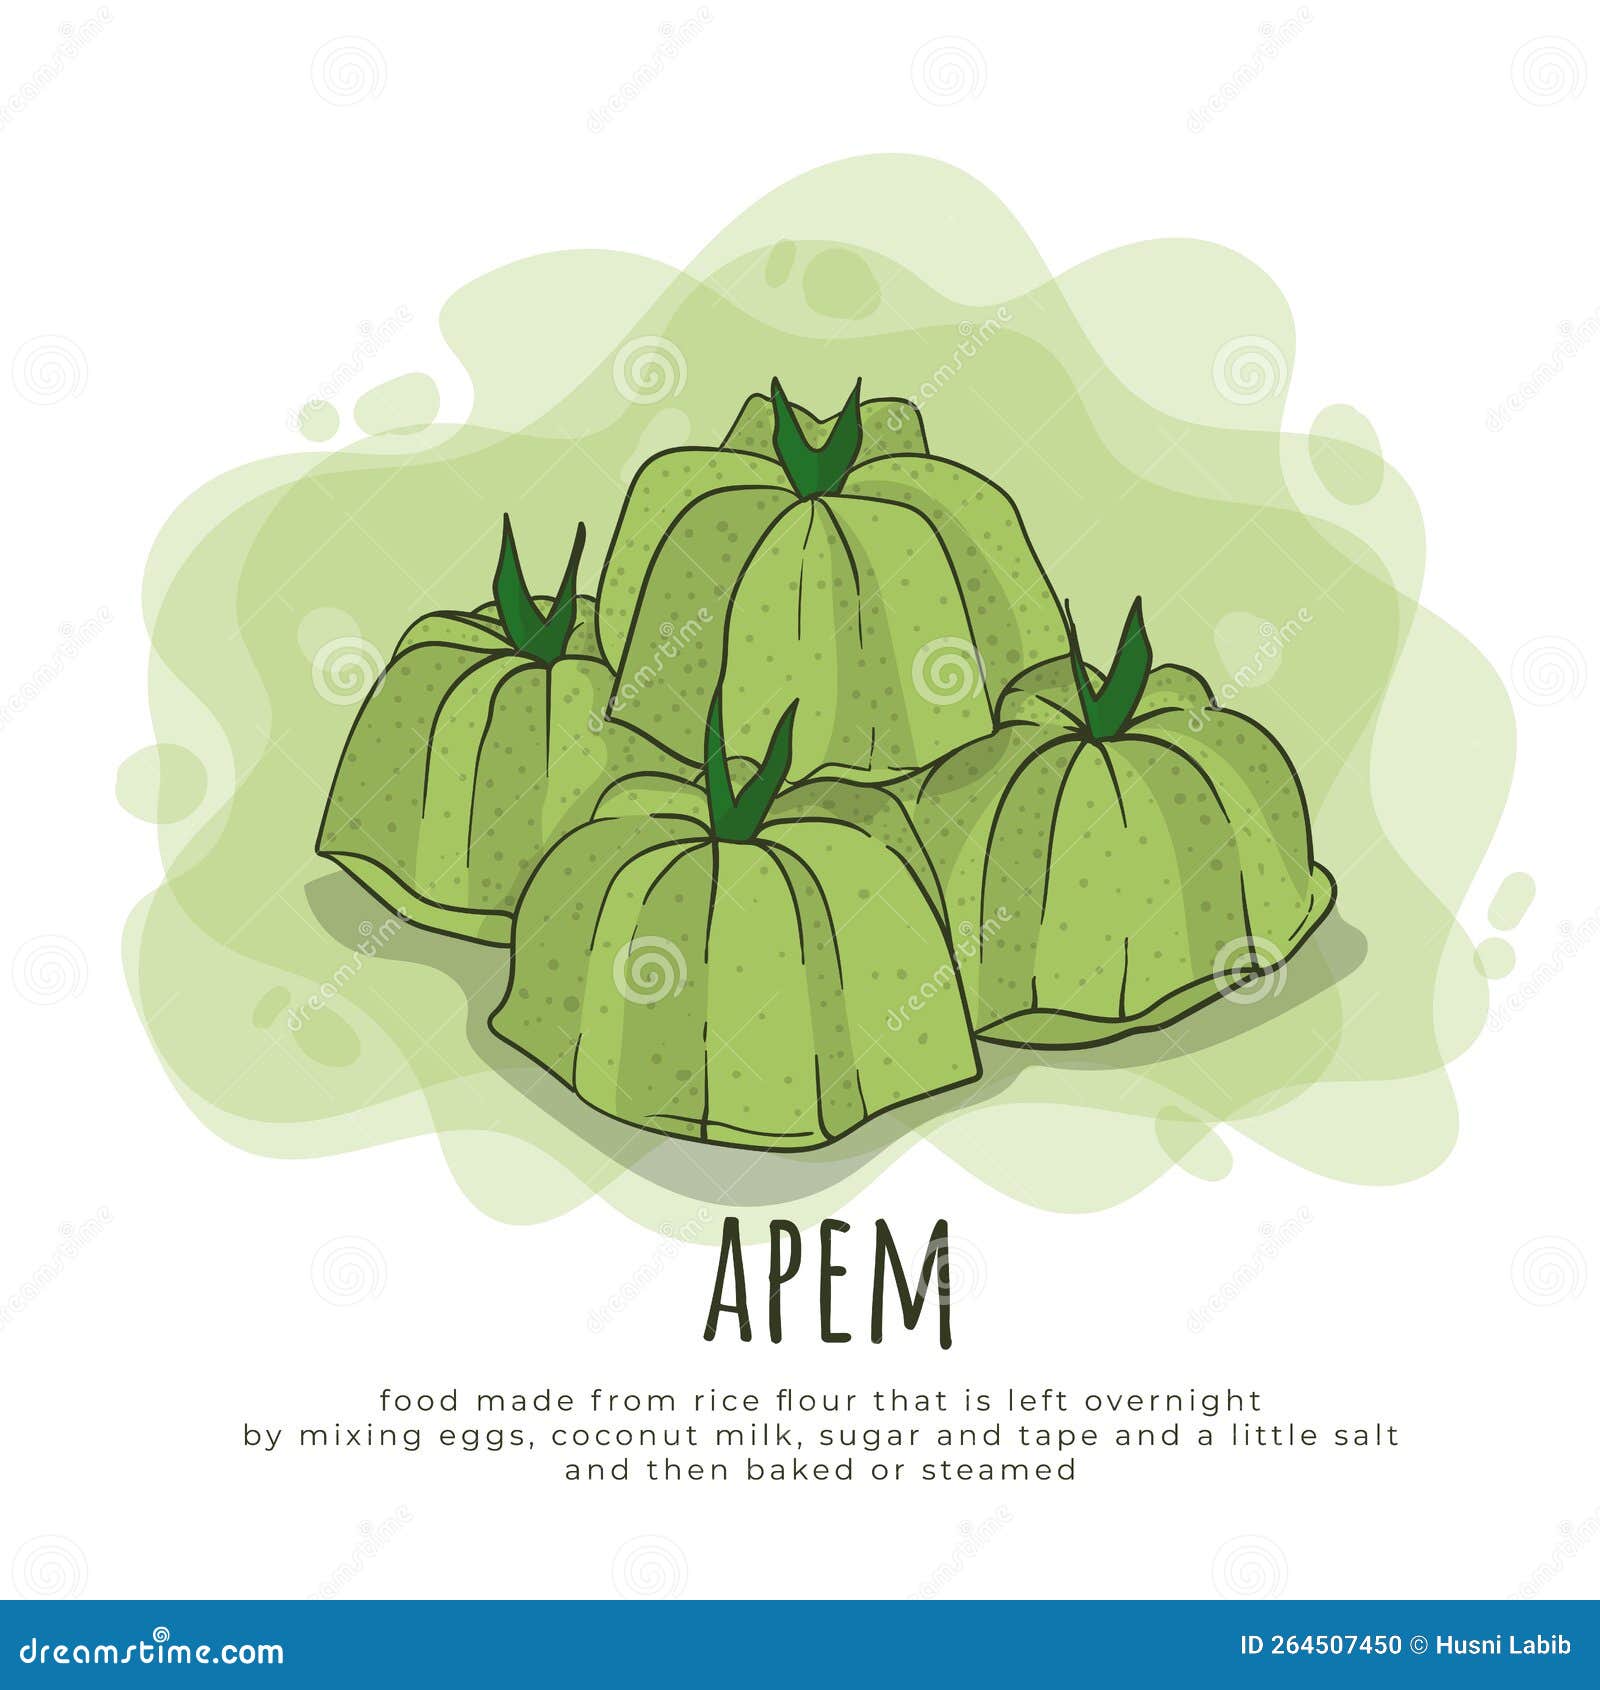 APEM
food made from rice flour that is left overnight
by mixing eggs, coconut milk, sugar and tape and a little salt
and then baked or steamed
dreamstime.com
ID 264507450 © Husni Labib